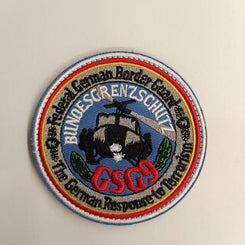 Federal German Border Guard
BUNDESGRENZSCHUTZ
GSG9
The German Response to Terrorism